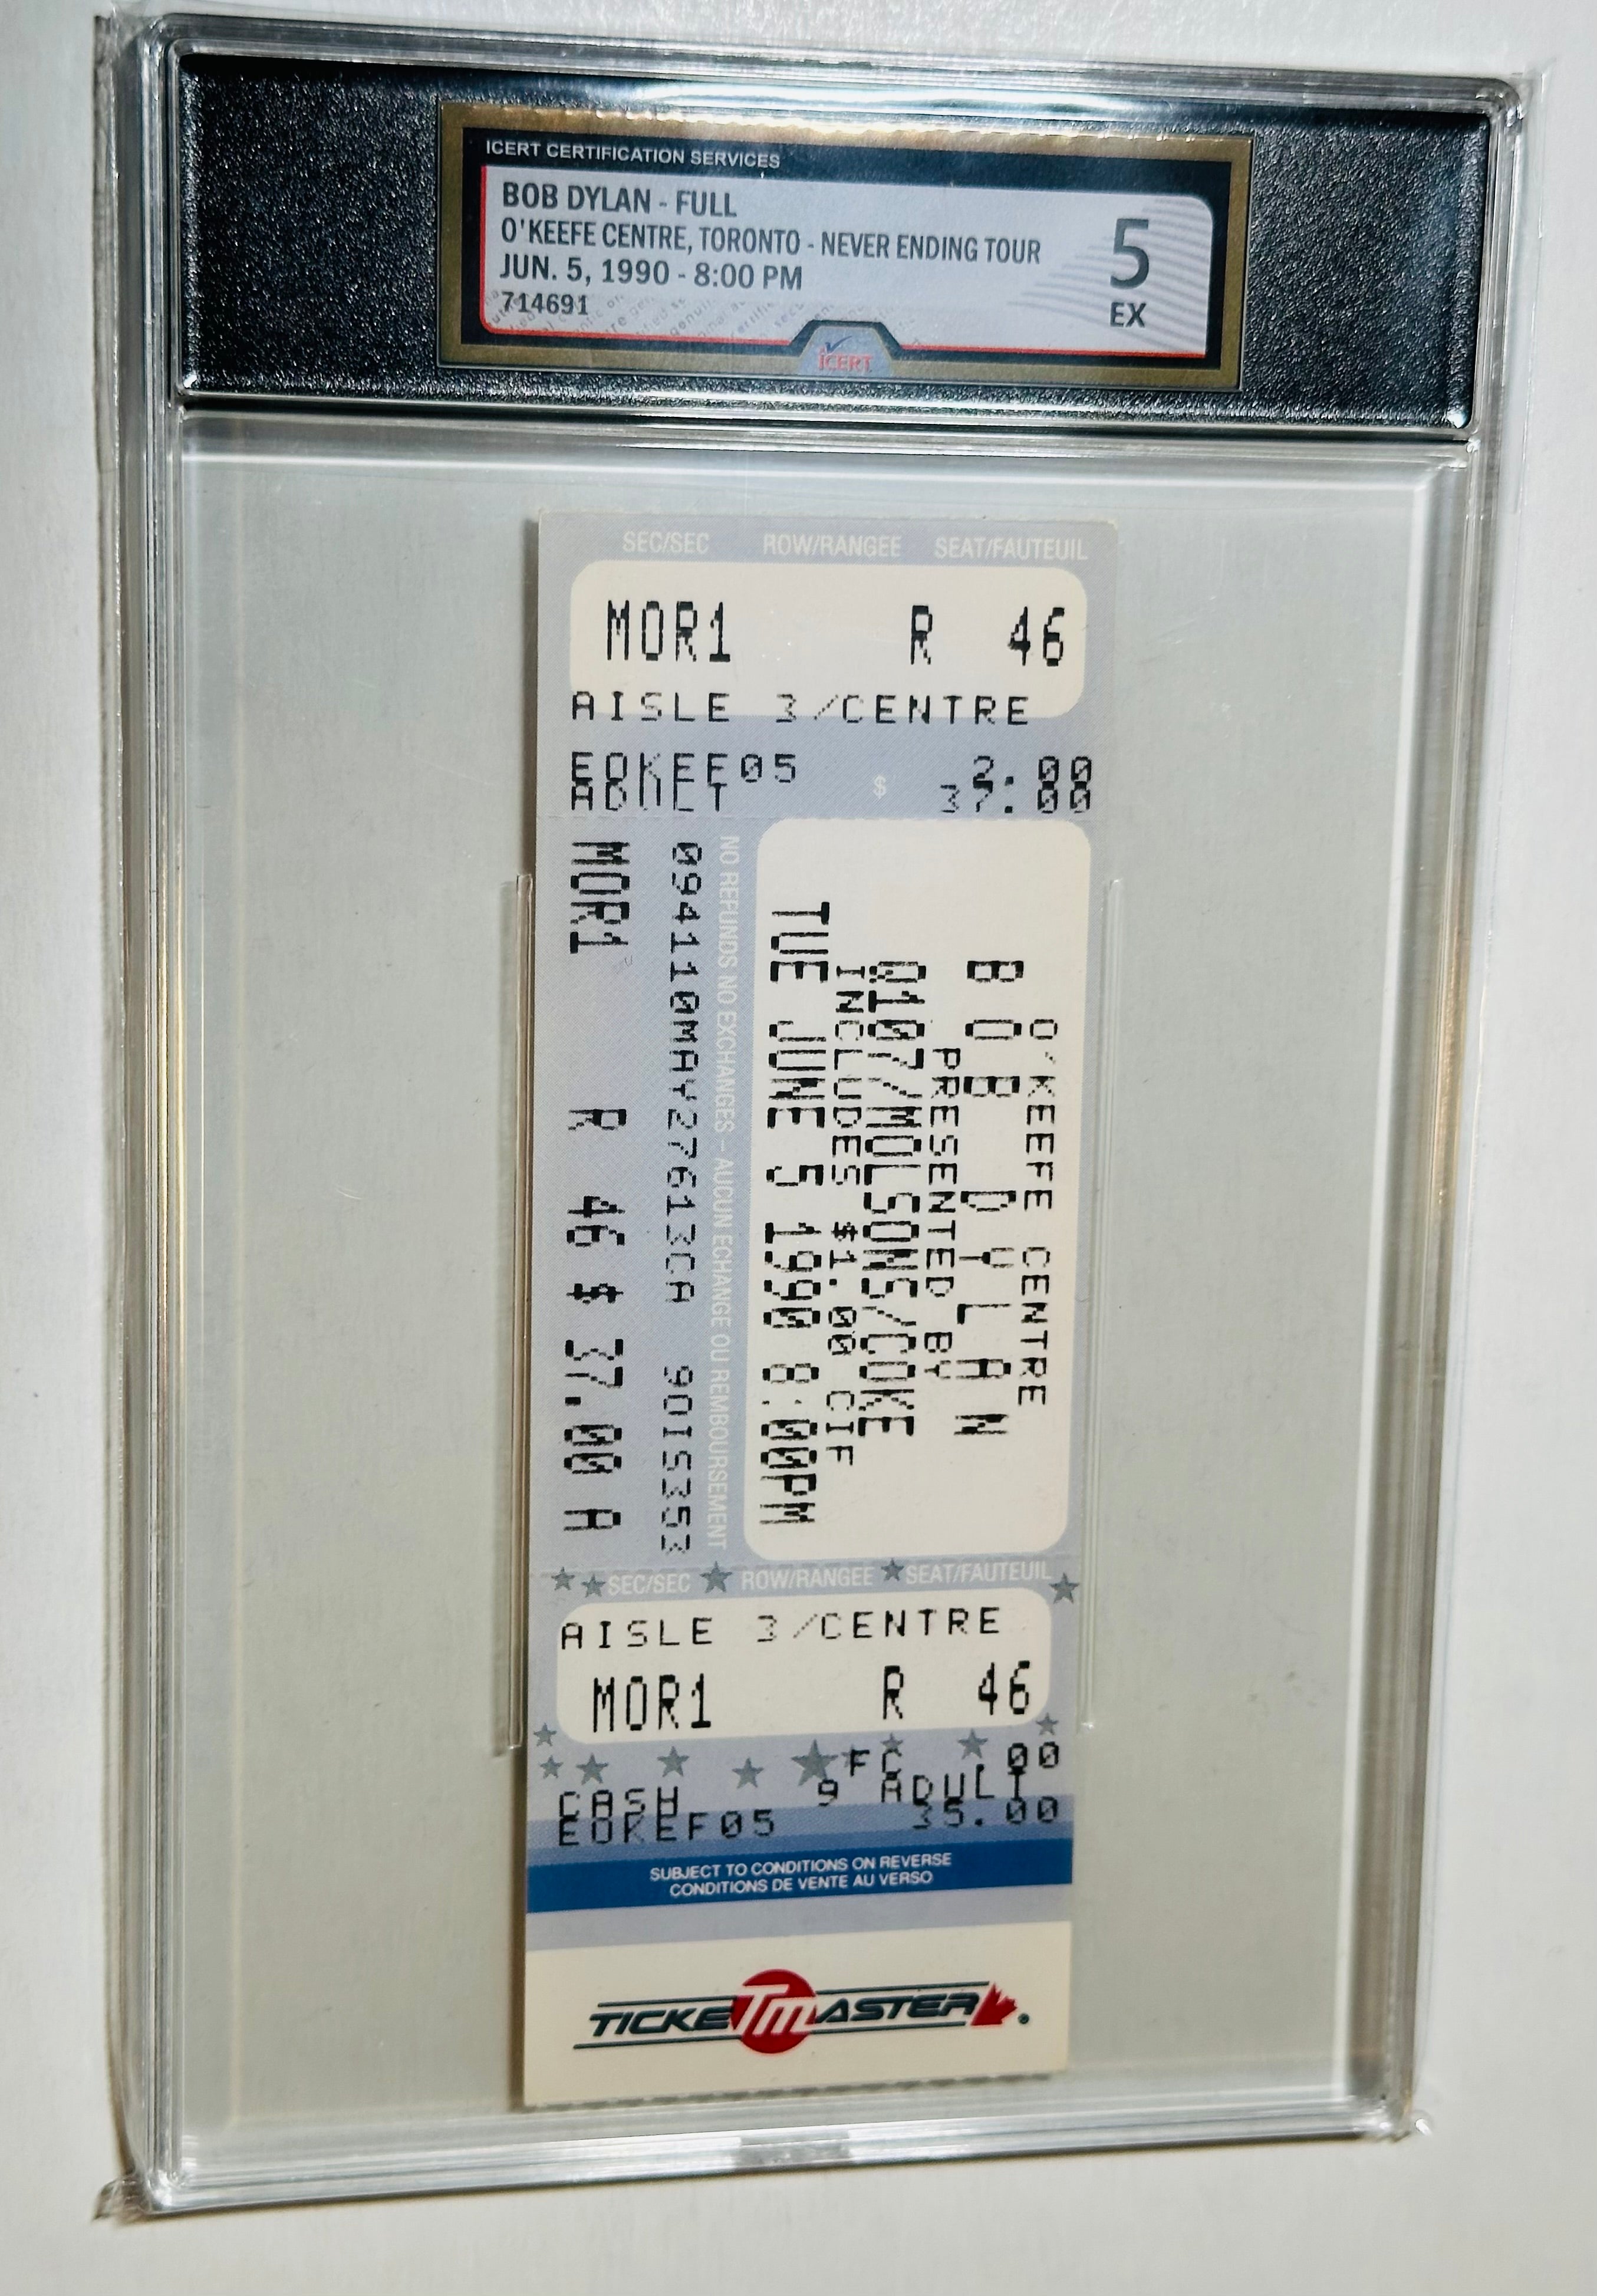 ICERT CERTIFICATION SERVICES
BOB DYLAN - FULL
O'KEEFE CENTRE, TORONTO - NEVER ENDING TOUR
JUN. 5, 1990 - 8:00 PM
714691
5
EX
iCERT
SEC/SEC ROW/RANGEE SEAT/FAUTEUIL
MOR1 R 46
AISLE 3/CENTRE
EOKEF05 2.00
ADULT $ 37.00
O'KEEFE CENTRE
BOB DYLAN
PRESENTED BY
Q107/MOLSONS/COKE
INCLUDES $1.00 CIF
TUE JUNE 5 1990 8:00PM
NO REFUNDS NO EXCHANGES - AUCUN ECHANGE OU REMBOURSEMENT
094110MAY27613CA 90IS353
MOR1 R 46 $ 37.00 A
SEC/SEC ROW/RANGEE SEAT/FAUTEUIL
AISLE 3/CENTRE
MOR1 R 46
FC .00
CASH 9 ADULT
EOKEF05 35.00
SUBJECT TO CONDITIONS ON REVERSE
CONDITIONS DE VENTE AU VERSO
TICKETMASTER